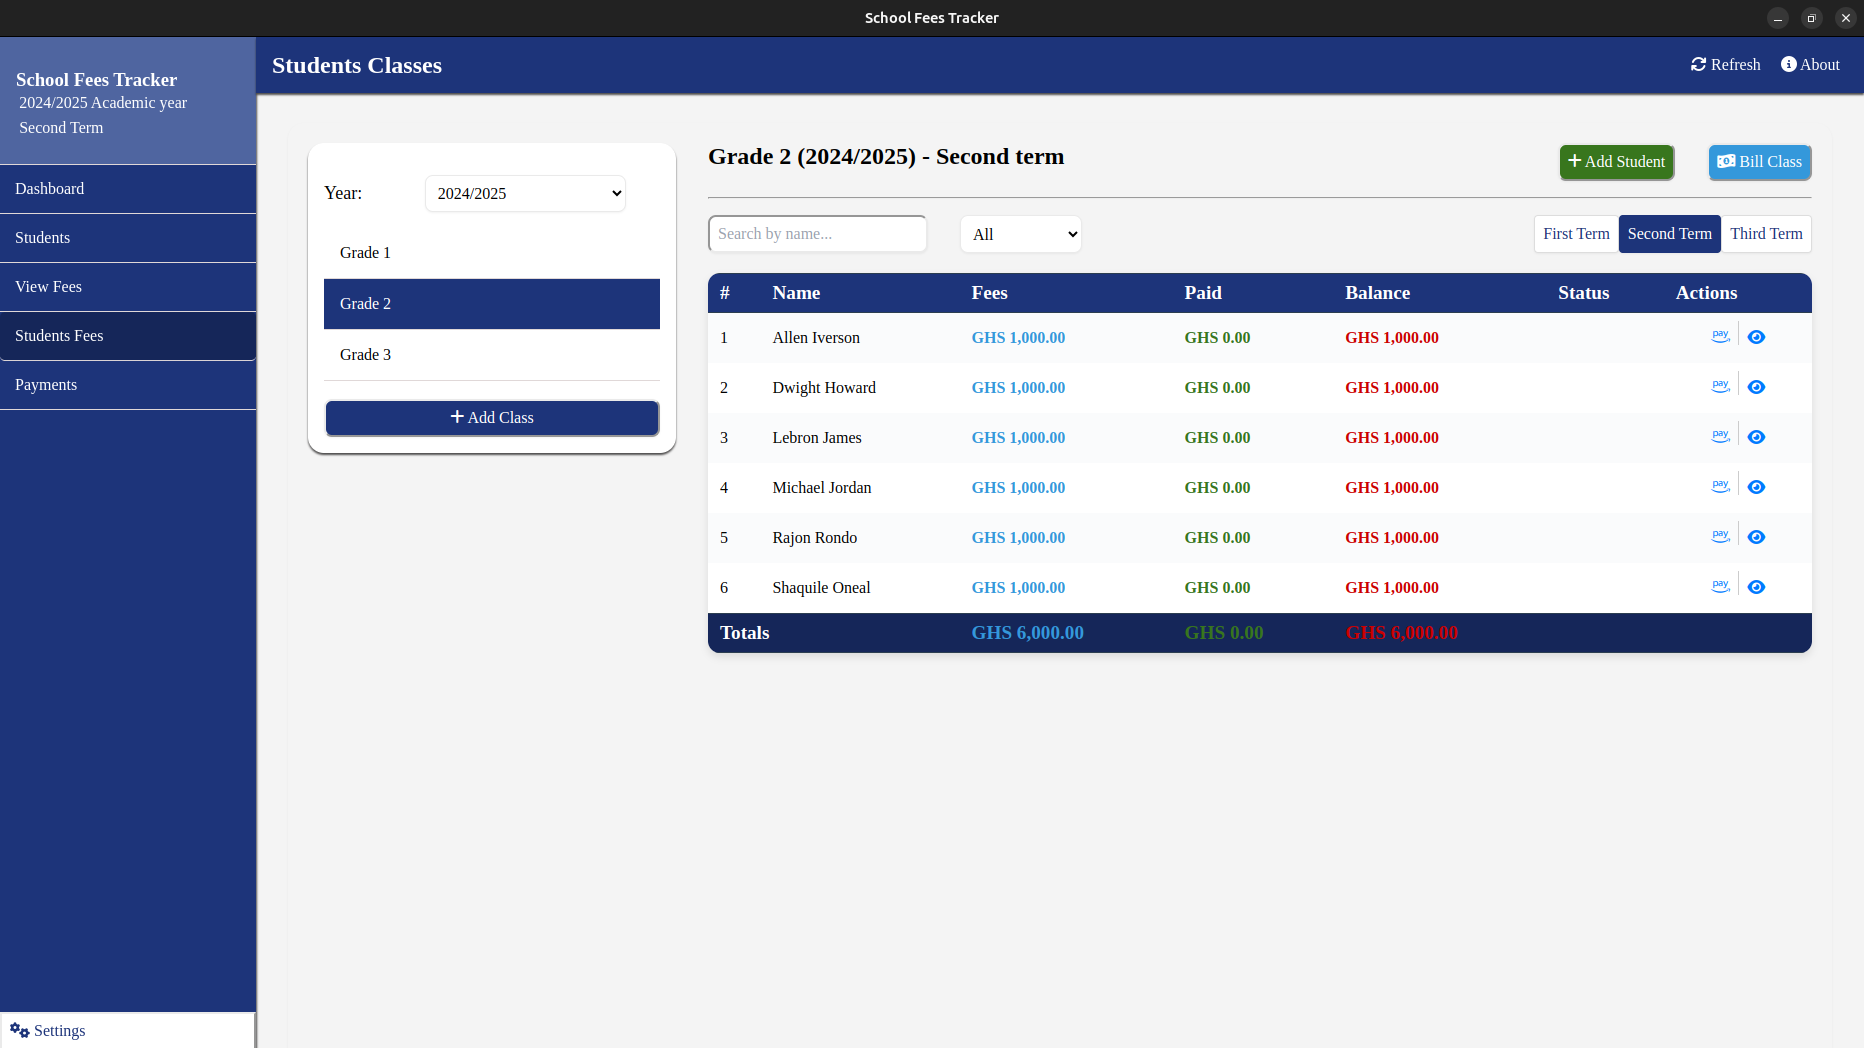 School Fees Tracker
School Fees Tracker
2024/2025 Academic year
Second Term
Dashboard
Students
View Fees
Students Fees
Payments
Settings
Students Classes
Refresh
About
Year:
2024/2025
Grade 1
Grade 2
Grade 3
Add Class
Grade 2 (2024/2025) - Second term
Add Student
Bill Class
Search by name...
All
First Term
Second Term
Third Term
# Name Fees Paid Balance Status Actions
1 Allen Iverson GHS 1,000.00 GHS 0.00 GHS 1,000.00 pay
2 Dwight Howard GHS 1,000.00 GHS 0.00 GHS 1,000.00 pay
3 Lebron James GHS 1,000.00 GHS 0.00 GHS 1,000.00 pay
4 Michael Jordan GHS 1,000.00 GHS 0.00 GHS 1,000.00 pay
5 Rajon Rondo GHS 1,000.00 GHS 0.00 GHS 1,000.00 pay
6 Shaquile Oneal GHS 1,000.00 GHS 0.00 GHS 1,000.00 pay
Totals GHS 6,000.00 GHS 0.00 GHS 6,000.00